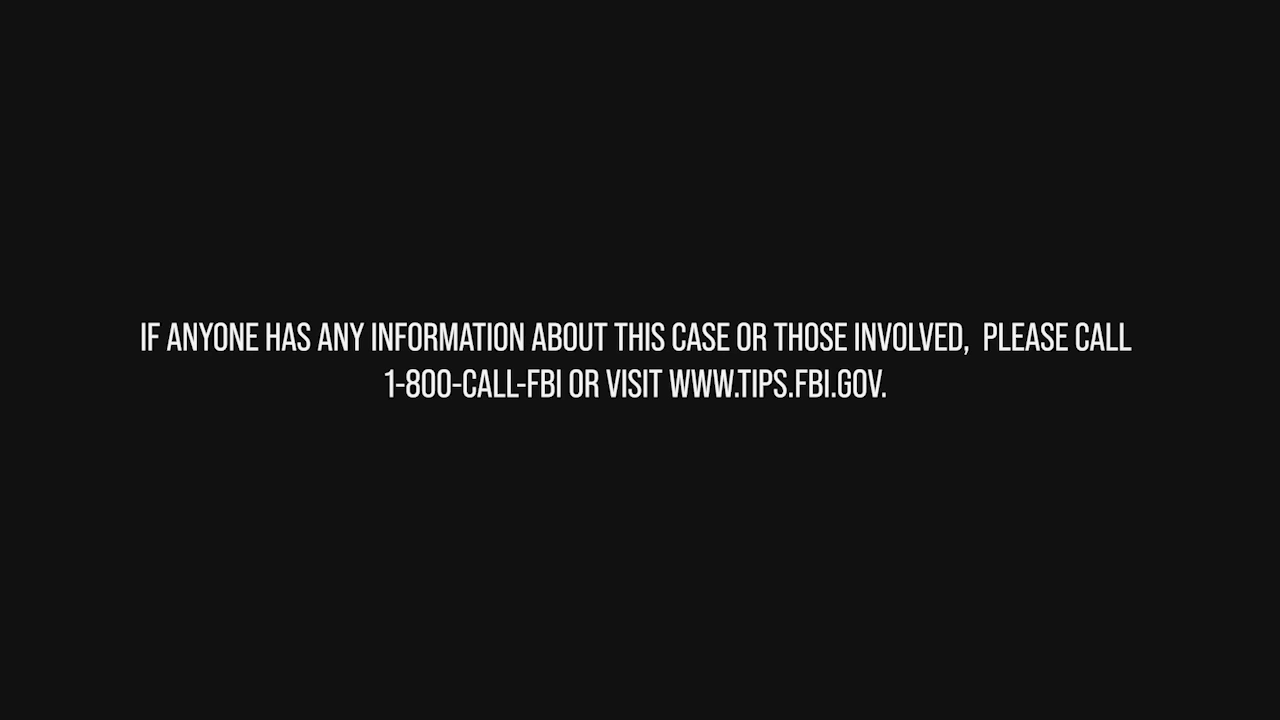 IF ANYONE HAS ANY INFORMATION ABOUT THIS CASE OR THOSE INVOLVED,  PLEASE CALL
1-800-CALL-FBI OR VISIT WWW.TIPS.FBI.GOV.